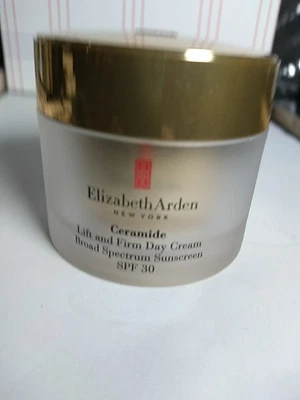 Elizabeth Arden
NEW YORK
Ceramide
Lift and Firm Day Cream
Broad Spectrum Sunscreen
SPF 30